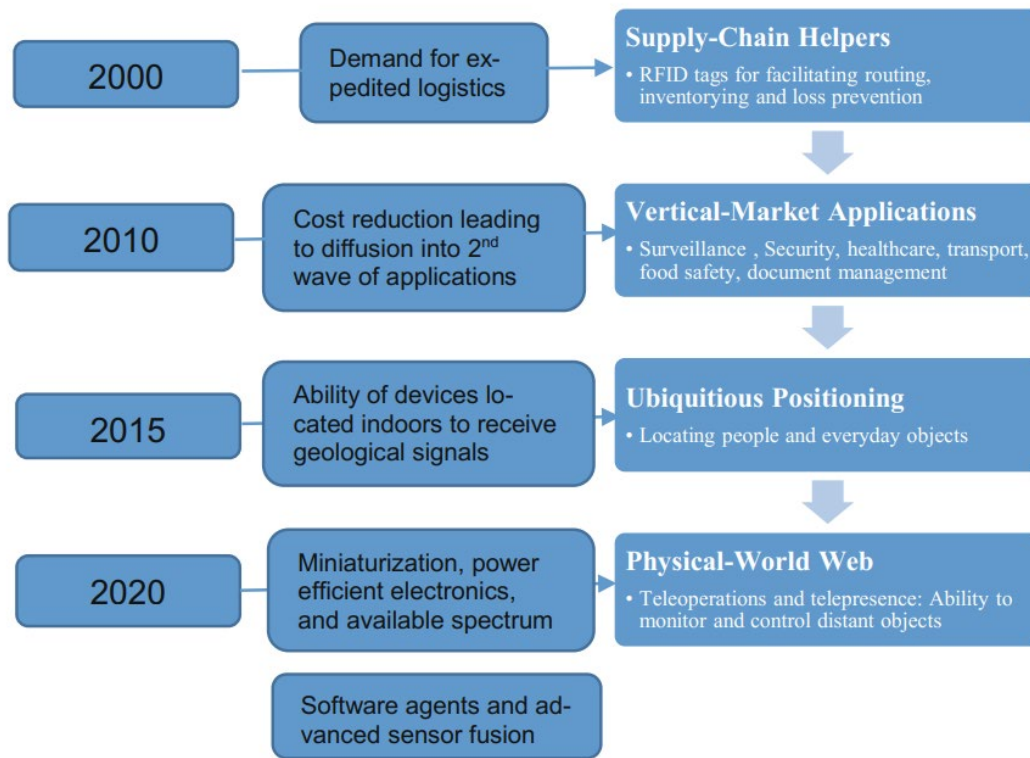 2000
Demand for ex-
pedited logistics
Supply-Chain Helpers
• RFID tags for facilitating routing,
inventorying and loss prevention
2010
Cost reduction leading
to diffusion into 2nd
wave of applications
Vertical-Market Applications
• Surveillance , Security, healthcare, transport,
food safety, document management
2015
Ability of devices lo-
cated indoors to receive
geological signals
Ubiquitious Positioning
• Locating people and everyday objects
2020
Miniaturization, power
efficient electronics,
and available spectrum
Physical-World Web
• Teleoperations and telepresence: Ability to
monitor and control distant objects
Software agents and ad-
vanced sensor fusion